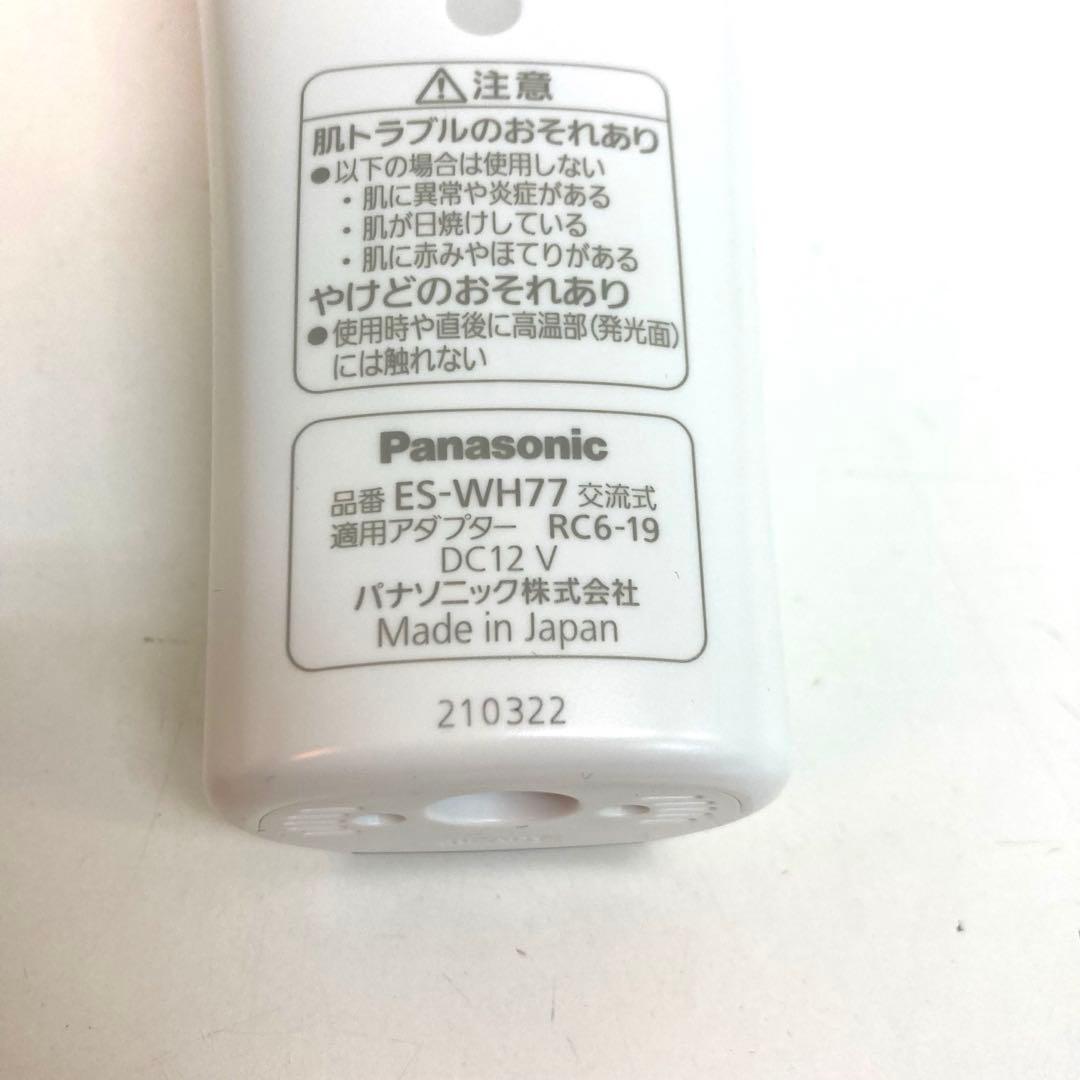 ⚠注意
肌トラブルのおそれあり
●以下の場合は使用しない
・肌に異常や炎症がある
・肌が日焼けしている
・肌に赤みやほてりがある
やけどのおそれあり
●使用時や直後に高温部(発光面)
には触れない
Panasonic
品番 ES-WH77 交流式
適用アダプター RC6-19
DC12 V
パナソニック株式会社
Made in Japan
210322